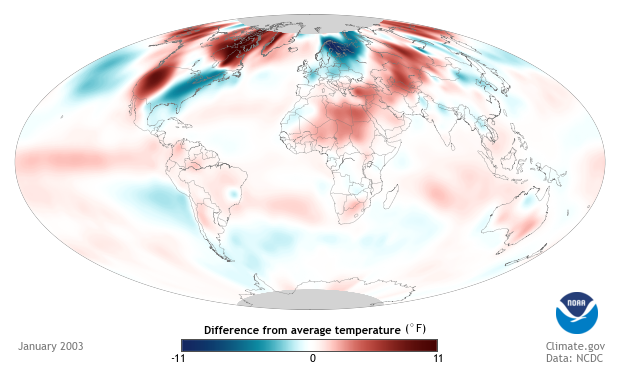 NOAA
Difference from average temperature (°F)
-11 0 11
January 2003
Climate.gov
Data: NCDC